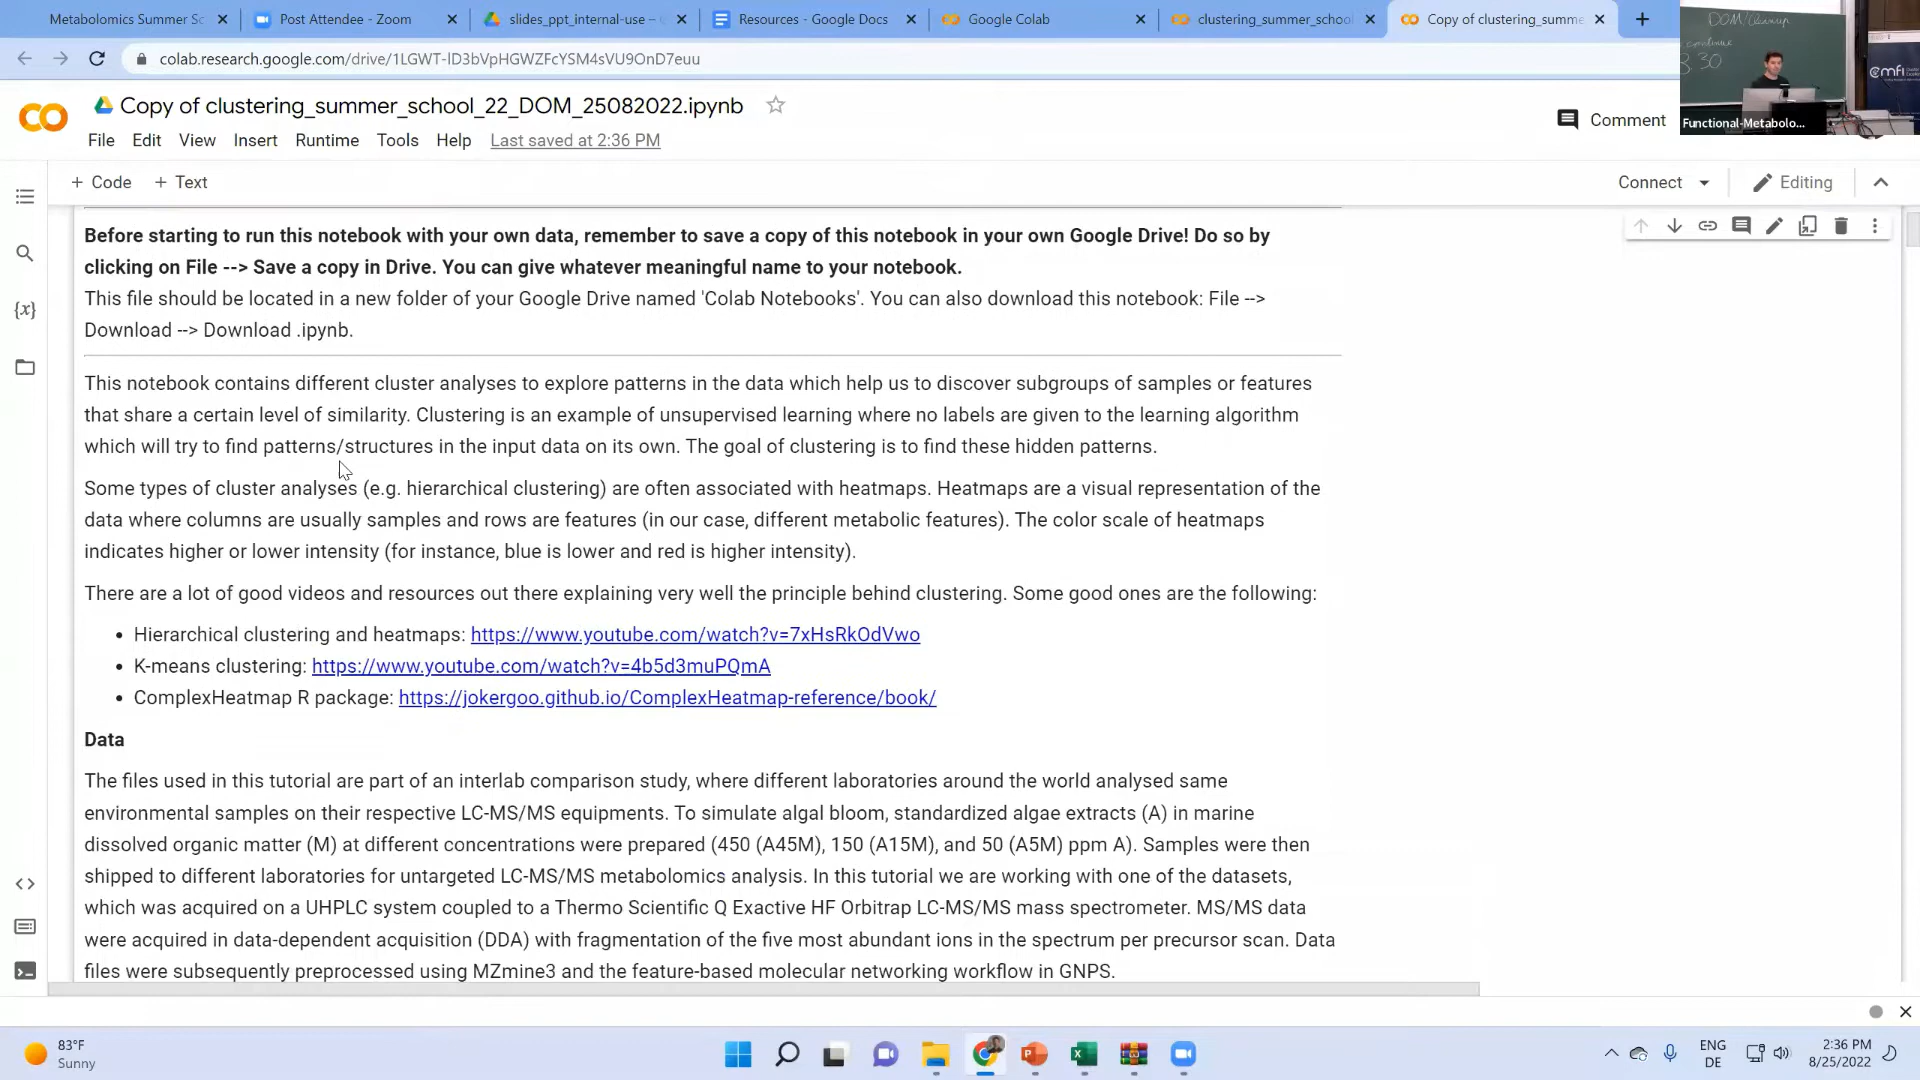 Metabolomics Summer Sc
Post Attendee - Zoom
slides_ppt_internal-use –
Resources - Google Docs
Google Colab
clustering_summer_school
Copy of clustering_summe
colab.research.google.com/drive/1LGWT-lD3bVpHGWZFcYSM4sVU9OnD7euu
DOM
3.30
cmfi
Functional-Metabolo...
Copy of clustering_summer_school_22_DOM_25082022.ipynb
Comment
File Edit View Insert Runtime Tools Help Last saved at 2:36 PM
+ Code + Text
Connect
Editing
Before starting to run this notebook with your own data, remember to save a copy of this notebook in your own Google Drive! Do so by
clicking on File --> Save a copy in Drive. You can give whatever meaningful name to your notebook.
This file should be located in a new folder of your Google Drive named 'Colab Notebooks'. You can also download this notebook: File -->
Download --> Download .ipynb.
This notebook contains different cluster analyses to explore patterns in the data which help us to discover subgroups of samples or features
that share a certain level of similarity. Clustering is an example of unsupervised learning where no labels are given to the learning algorithm
which will try to find patterns/structures in the input data on its own. The goal of clustering is to find these hidden patterns.
Some types of cluster analyses (e.g. hierarchical clustering) are often associated with heatmaps. Heatmaps are a visual representation of the
data where columns are usually samples and rows are features (in our case, different metabolic features). The color scale of heatmaps
indicates higher or lower intensity (for instance, blue is lower and red is higher intensity).
There are a lot of good videos and resources out there explaining very well the principle behind clustering. Some good ones are the following:
• Hierarchical clustering and heatmaps: https://www.youtube.com/watch?v=7xHsRkOdVwo
• K-means clustering: https://www.youtube.com/watch?v=4b5d3muPQmA
• ComplexHeatmap R package: https://jokergoo.github.io/ComplexHeatmap-reference/book/
Data
The files used in this tutorial are part of an interlab comparison study, where different laboratories around the world analysed same
environmental samples on their respective LC-MS/MS equipments. To simulate algal bloom, standardized algae extracts (A) in marine
dissolved organic matter (M) at different concentrations were prepared (450 (A45M), 150 (A15M), and 50 (A5M) ppm A). Samples were then
shipped to different laboratories for untargeted LC-MS/MS metabolomics analysis. In this tutorial we are working with one of the datasets,
which was acquired on a UHPLC system coupled to a Thermo Scientific Q Exactive HF Orbitrap LC-MS/MS mass spectrometer. MS/MS data
were acquired in data-dependent acquisition (DDA) with fragmentation of the five most abundant ions in the spectrum per precursor scan. Data
files were subsequently preprocessed using MZmine3 and the feature-based molecular networking workflow in GNPS.
83°F
Sunny
ENG
DE
2:36 PM
8/25/2022